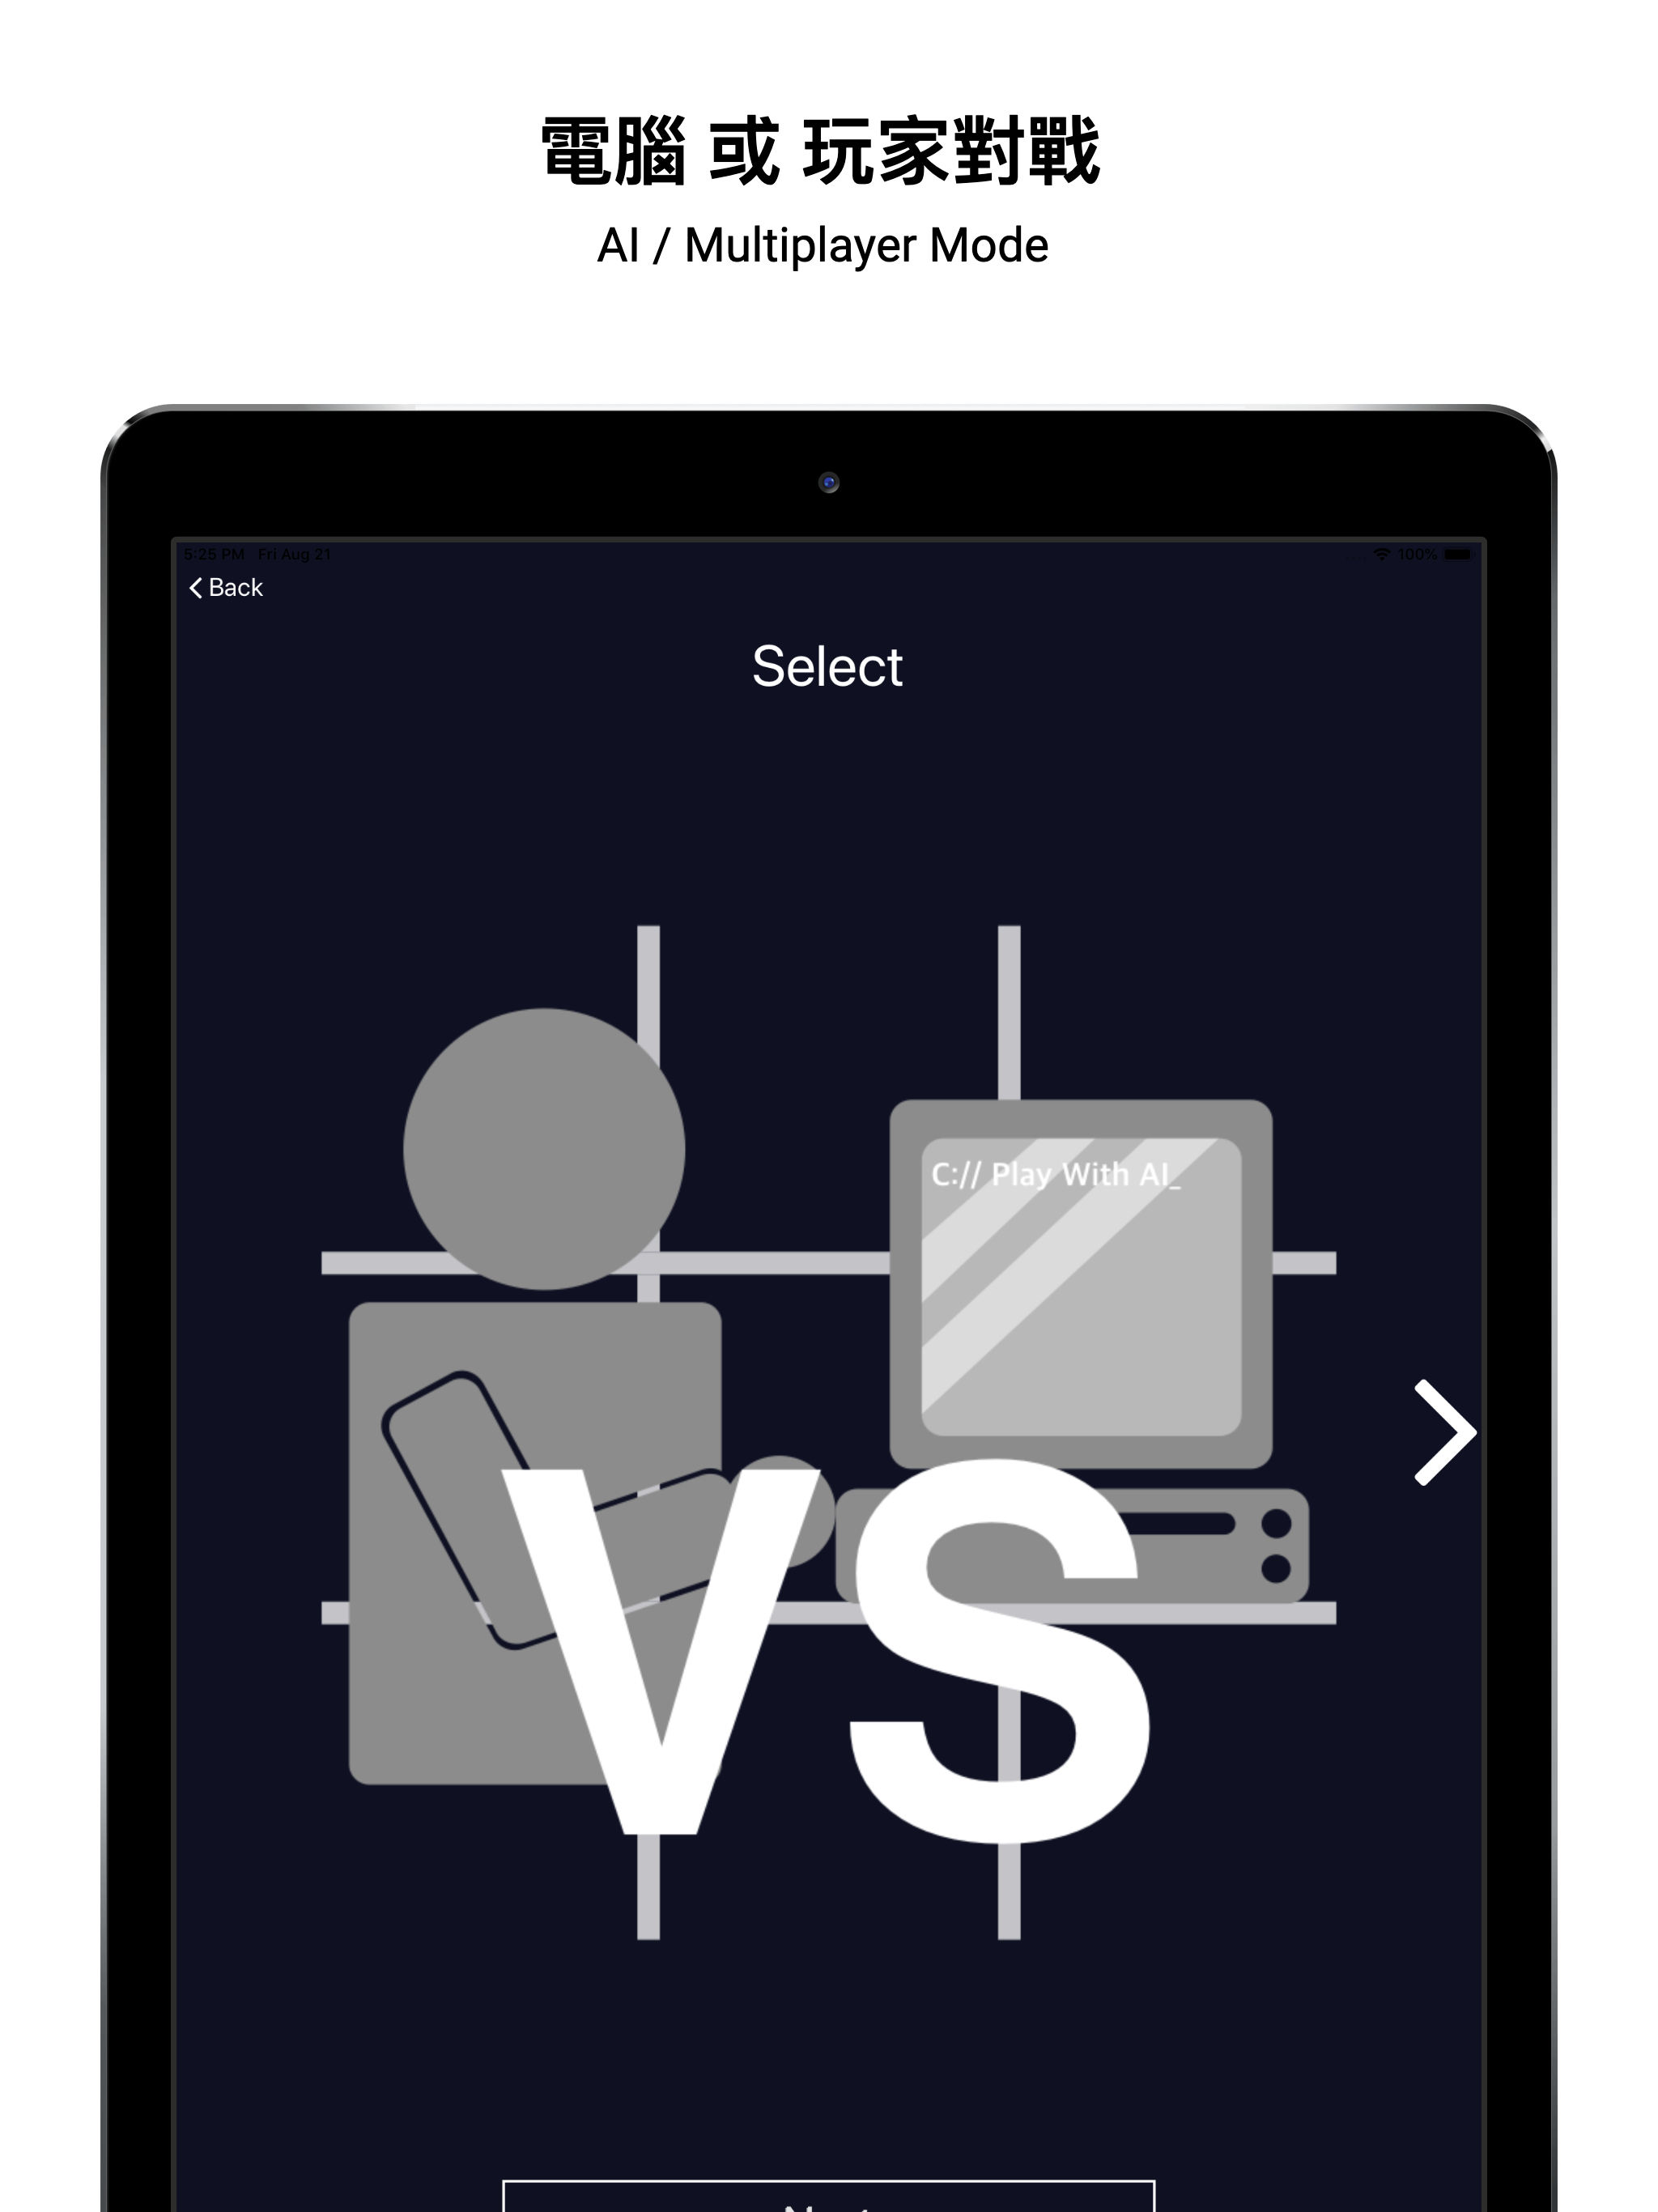 電腦 或 玩家對戰
AI / Multiplayer Mode
5:25 PM Fri Aug 21 100%
Back
Select
C:// Play With AI_
VS